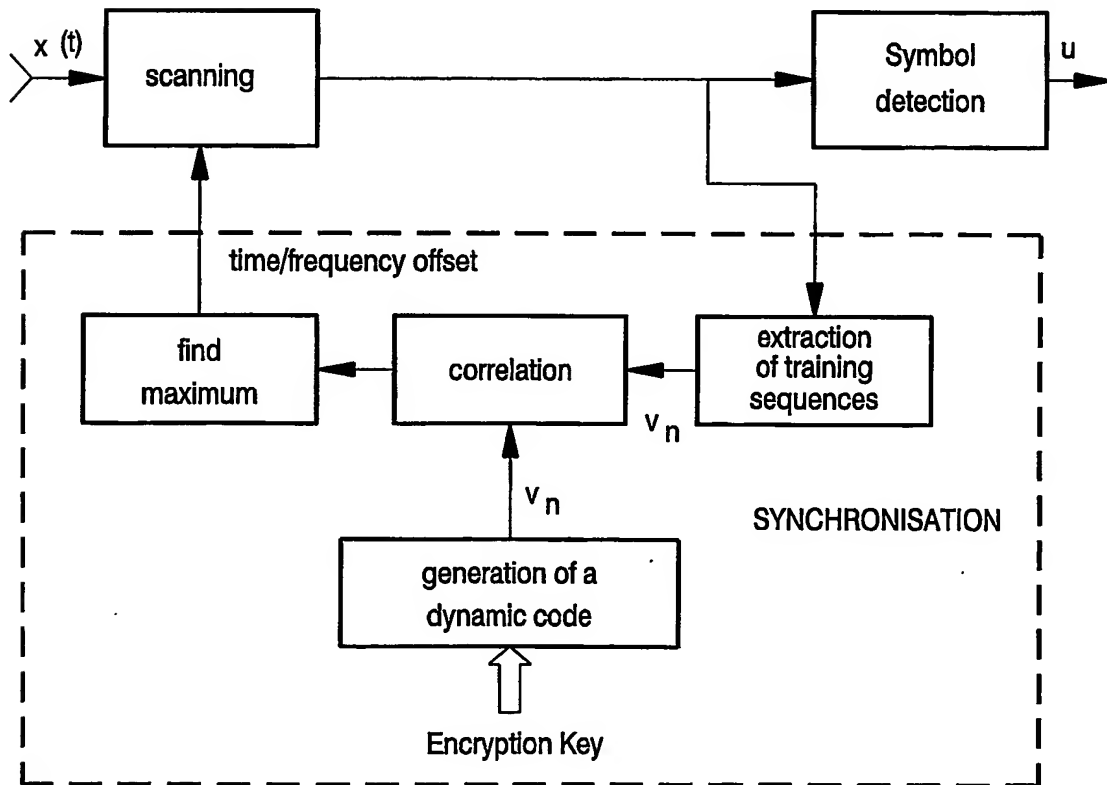 x (t)
scanning
Symbol
detection
u
time/frequency offset
find
maximum
correlation
extraction
of training
sequences
v n
v n
SYNCHRONISATION
generation of a
dynamic code
Encryption Key